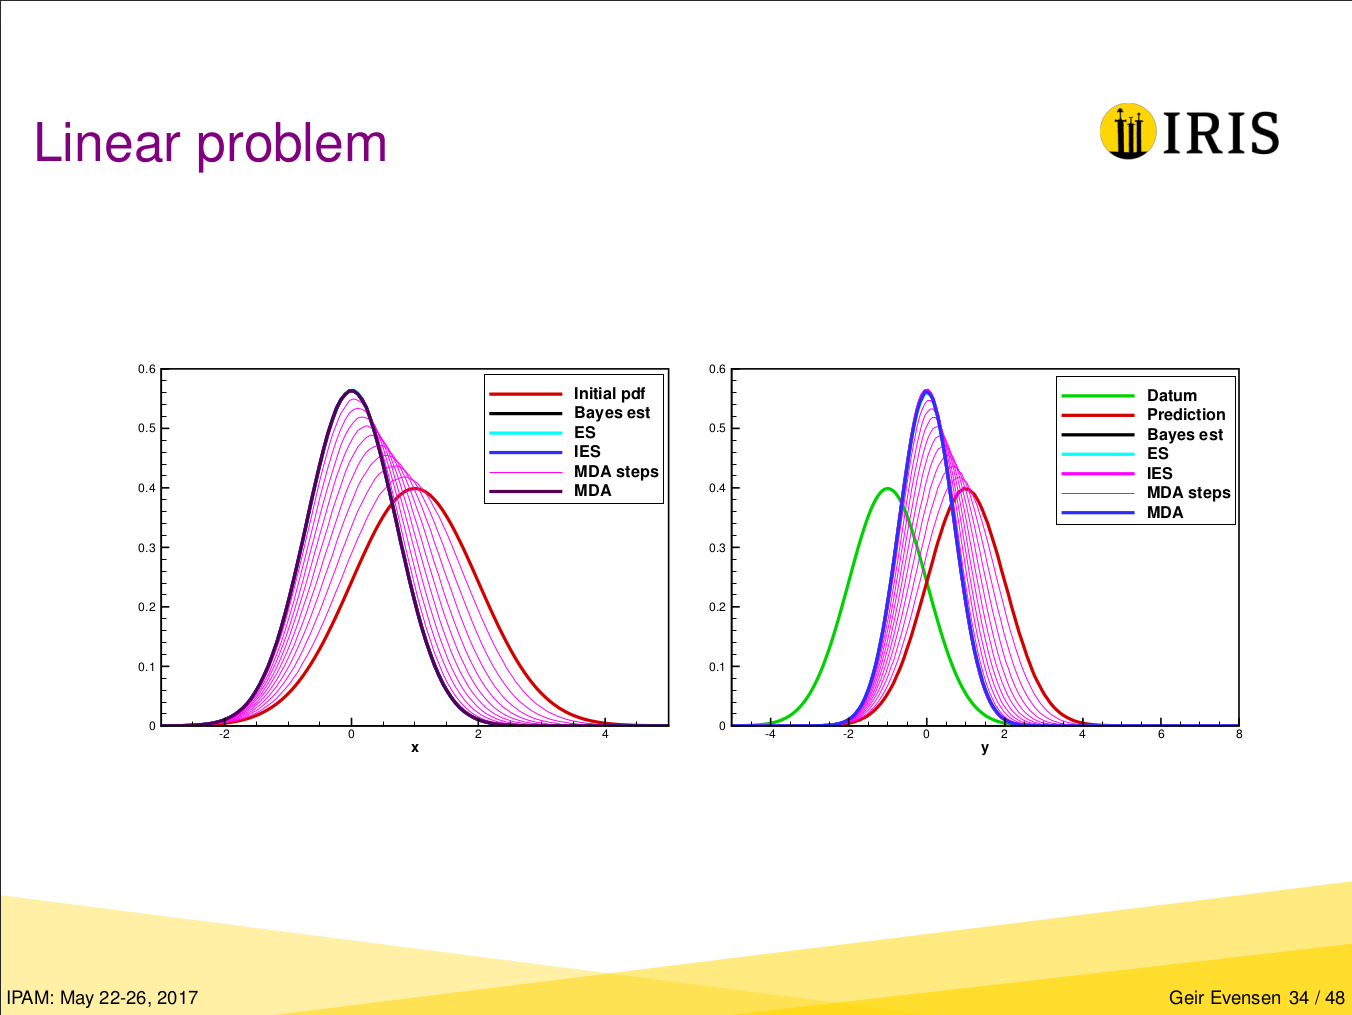 Linear problem
IRIS
0.6
0.5
0.4
0.3
0.2
0.1
0
-2
0
2
4
x
Initial pdf
Bayes est
ES
IES
MDA steps
MDA
0.6
0.5
0.4
0.3
0.2
0.1
0
-4
-2
0
2
4
6
8
y
Datum
Prediction
Bayes est
ES
IES
MDA steps
MDA
IPAM: May 22-26, 2017
Geir Evensen 34 / 48